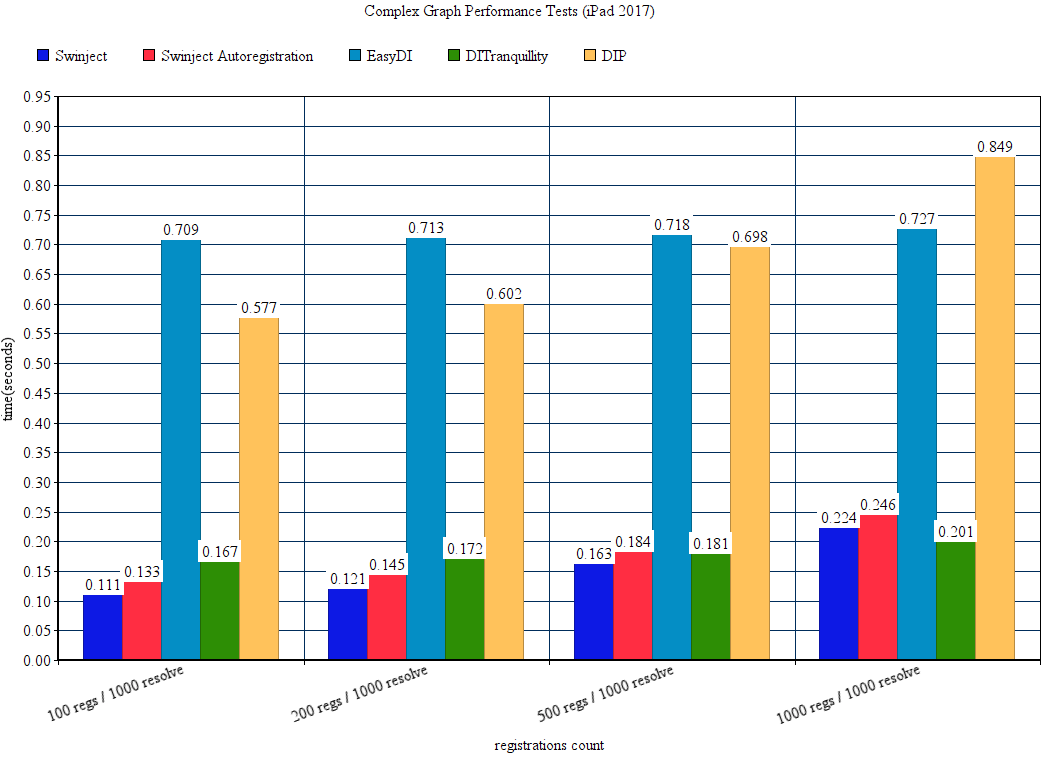 Complex Graph Performance Tests (iPad 2017)
Swinject Swinject Autoregistration EasyDI DITranquillity DIP
0.95
0.90
0.85
0.80
0.75
0.70
0.65
0.60
0.55
0.50
0.45
0.40
0.35
0.30
0.25
0.20
0.15
0.10
0.05
0.00
time(seconds)
0.111 0.133 0.709 0.167 0.577
0.121 0.145 0.713 0.172 0.602
0.163 0.184 0.718 0.181 0.698
0.224 0.246 0.727 0.201 0.849
100 regs / 1000 resolve
200 regs / 1000 resolve
500 regs / 1000 resolve
1000 regs / 1000 resolve
registrations count